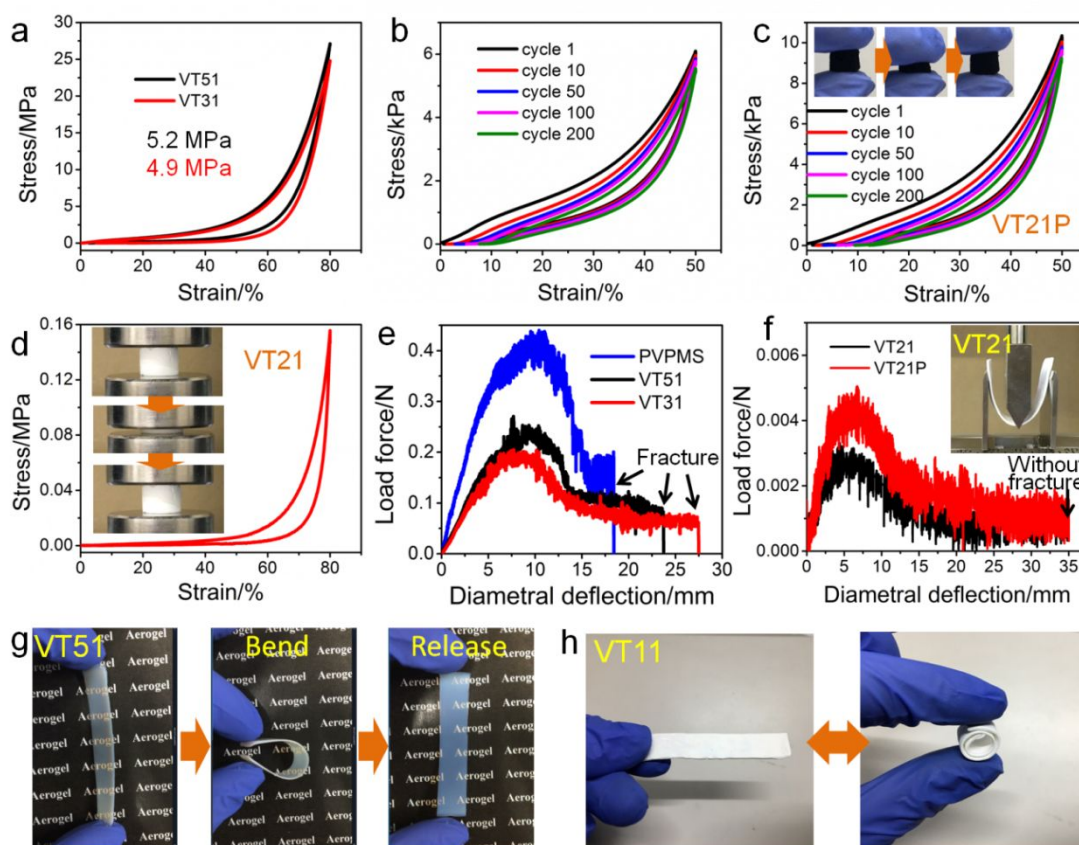 a
30
25
20
15
10
5
0
Stress/MPa
VT51
VT31
5.2 MPa
4.9 MPa
0 20 40 60 80 100
Strain/%
b
6
4
2
0
Stress/kPa
cycle 1
cycle 10
cycle 50
cycle 100
cycle 200
0 10 20 30 40 50
Strain/%
c
10
8
6
4
2
0
Stress/kPa
cycle 1
cycle 10
cycle 50
cycle 100
cycle 200
VT21P
0 10 20 30 40 50
Strain/%
d
0.16
0.12
0.08
0.04
0.00
Stress/MPa
VT21
0 20 40 60 80 100
Strain/%
e
0.4
0.3
0.2
0.1
0.0
Load force/N
PVPMS
VT51
VT31
Fracture
0 5 10 15 20 25 30
Diametral deflection/mm
f
0.006
0.004
0.002
0.000
Load force/N
VT21
VT21P
VT21
Without
fracture
0 5 10 15 20 25 30 35
Diametral deflection/mm
g
VT51
Bend
Release
Aerogel Aerogel Aerogel
h
VT11